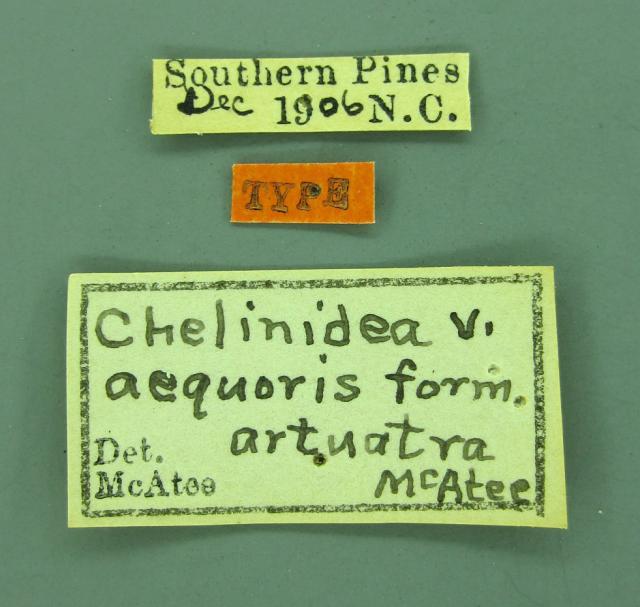 Southern Pines
Dec 1906 N.C.
TYPE
Chelinidea v.
aequoris form.
artuatra
Det.
McAtee
McAtee